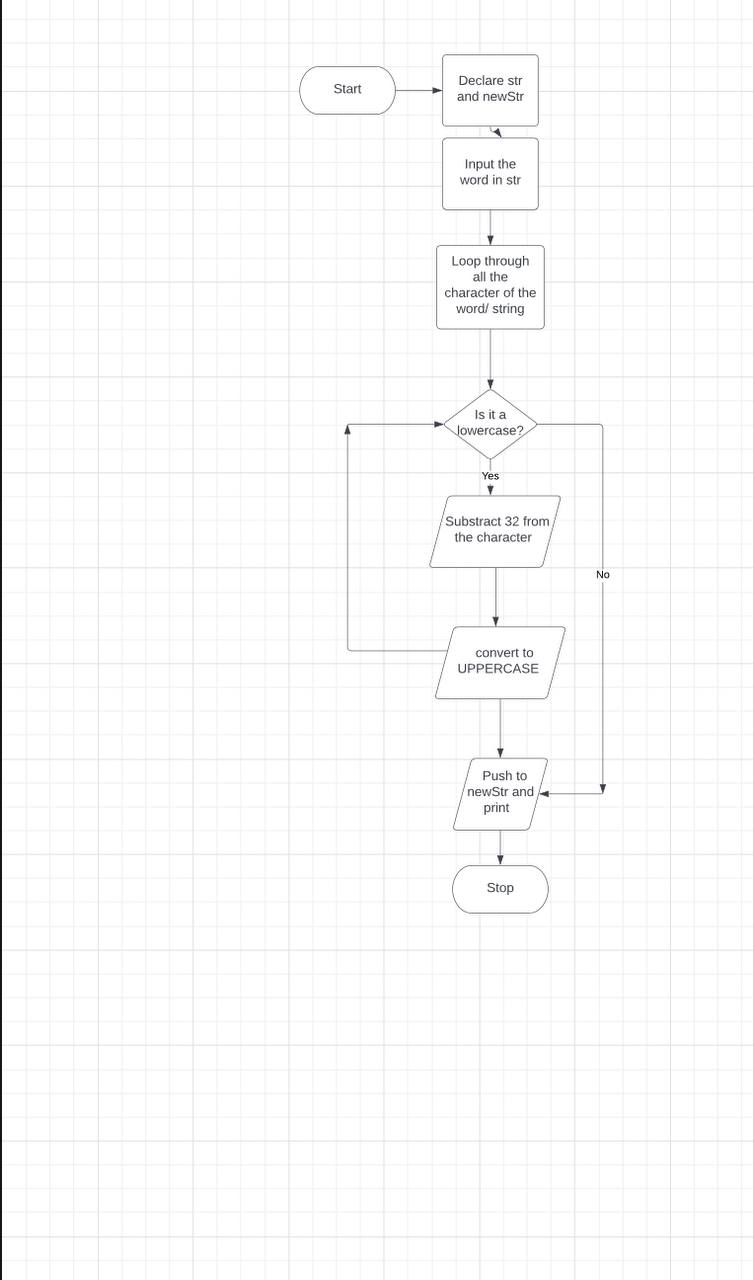 Start
Declare str
and newStr
Input the
word in str
Loop through
all the
character of the
word/ string
Is it a
lowercase?
Yes
Substract 32 from
the character
No
convert to
UPPERCASE
Push to
newStr and
print
Stop